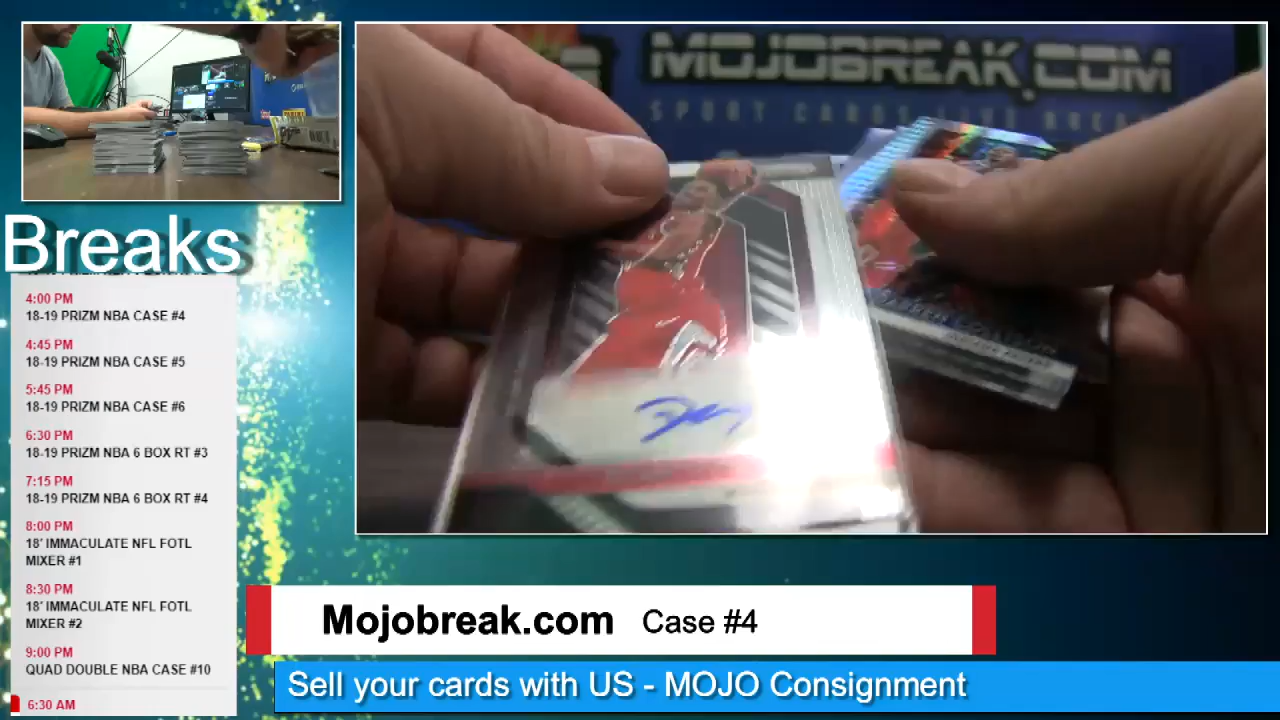 MOJOBREAK.COM
SPORT CARDS
Breaks
4:00 PM
18-19 PRIZM NBA CASE #4
4:45 PM
18-19 PRIZM NBA CASE #5
5:45 PM
18-19 PRIZM NBA CASE #6
6:30 PM
18-19 PRIZM NBA 6 BOX RT #3
7:15 PM
18-19 PRIZM NBA 6 BOX RT #4
8:00 PM
18' IMMACULATE NFL FOTL
MIXER #1
8:30 PM
18' IMMACULATE NFL FOTL
MIXER #2
9:00 PM
QUAD DOUBLE NBA CASE #10
6:30 AM
Mojobreak.com Case #4
Sell your cards with US - MOJO Consignment